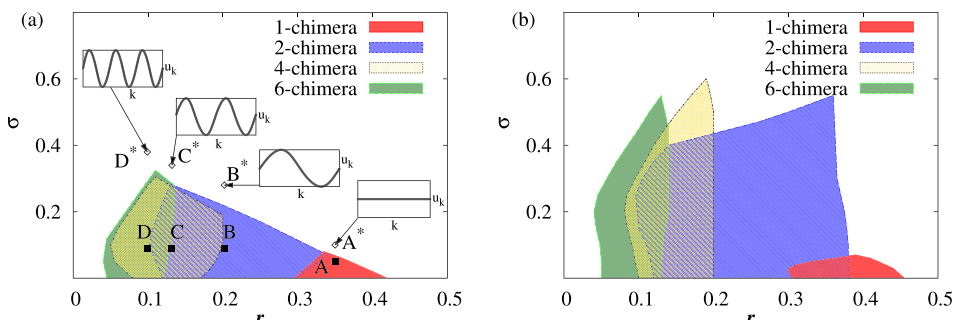 (a)
1-chimera
2-chimera
4-chimera
6-chimera
0.6
σ
0.4
0.2
u_k
k
u_k
k
u_k
k
u_k
k
D*
C*
B*
A*
D
C
B
A
0
0.1
0.2
0.3
0.4
0.5
r
(b)
1-chimera
2-chimera
4-chimera
6-chimera
0.6
σ
0.4
0.2
0
0.1
0.2
0.3
0.4
0.5
r